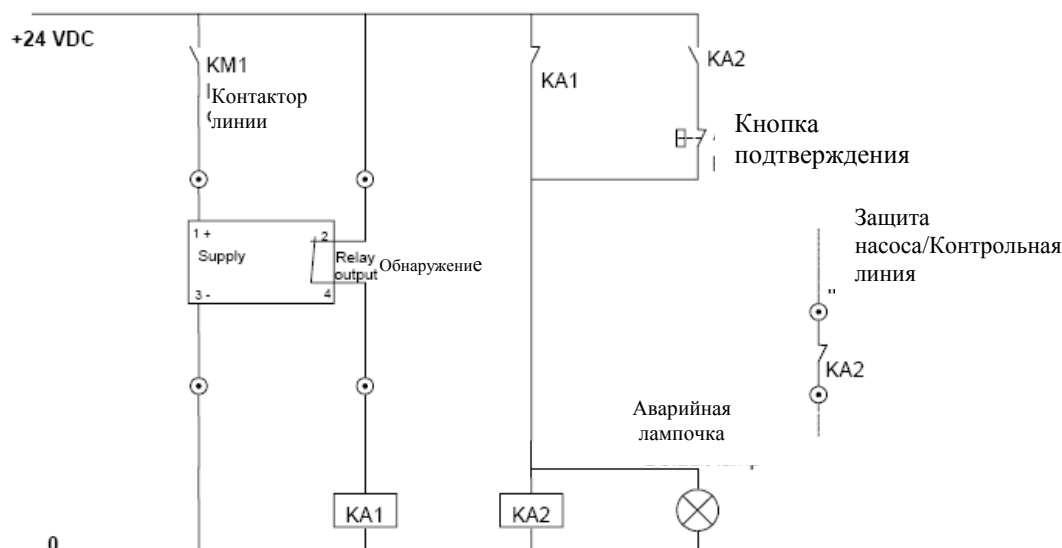 +24 VDC
KM1
Контактор
линии
KA1
KA2
Кнопка
подтверждения
1 +
2
Supply
Relay
output
Обнаружение
3 -
4
Защита
насоса/Контрольная
линия
KA2
Аварийная
лампочка
KA1
KA2
0